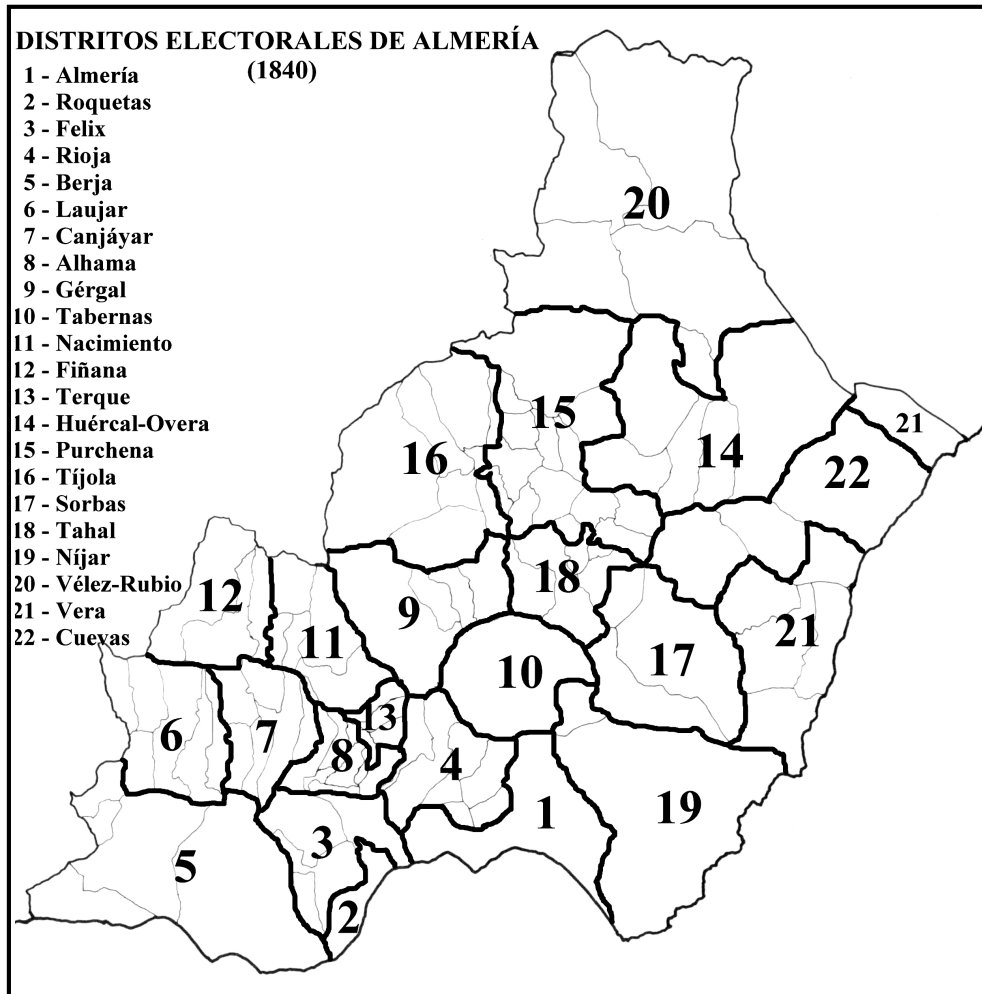 DISTRITOS ELECTORALES DE ALMERÍA
(1840)
1 - Almería
2 - Roquetas
3 - Felix
4 - Rioja
5 - Berja
6 - Laujar
7 - Canjáyar
8 - Alhama
9 - Gérgal
10 - Tabernas
11 - Nacimiento
12 - Fiñana
13 - Terque
14 - Huércal-Overa
15 - Purchena
16 - Tíjola
17 - Sorbas
18 - Tahal
19 - Níjar
20 - Vélez-Rubio
21 - Vera
22 - Cuevas
20
15
21
14
16
22
18
12
9
11
21
17
10
13
6
7
8
4
19
1
3
5
2